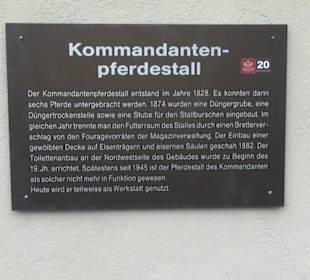 Kommandanten-
pferdestall
20
Der Kommandantenpferdestall entstand im Jahre 1828. Es konnten darin
sechs Pferde untergebracht werden. 1874 wurden eine Düngergrube, eine
Düngertrockenstelle sowie eine Stube für den Stallburschen eingebaut. Im
gleichen Jahr trennte man den Futterraum des Stalles durch einen Bretterver-
schlag von den Fouragevorräten der Magazinverwaltung. Der Einbau einer
gewölbten Decke auf Eisenträgern und eisernen Säulen geschah 1882. Der
Toilettenanbau an der Nordwestseite des Gebäudes wurde zu Beginn des
19. Jh. errichtet. Spätestens seit 1945 ist der Pferdestall des Kommandanten
als solcher nicht mehr in Funktion gewesen.
Heute wird er teilweise als Werkstatt genutzt.